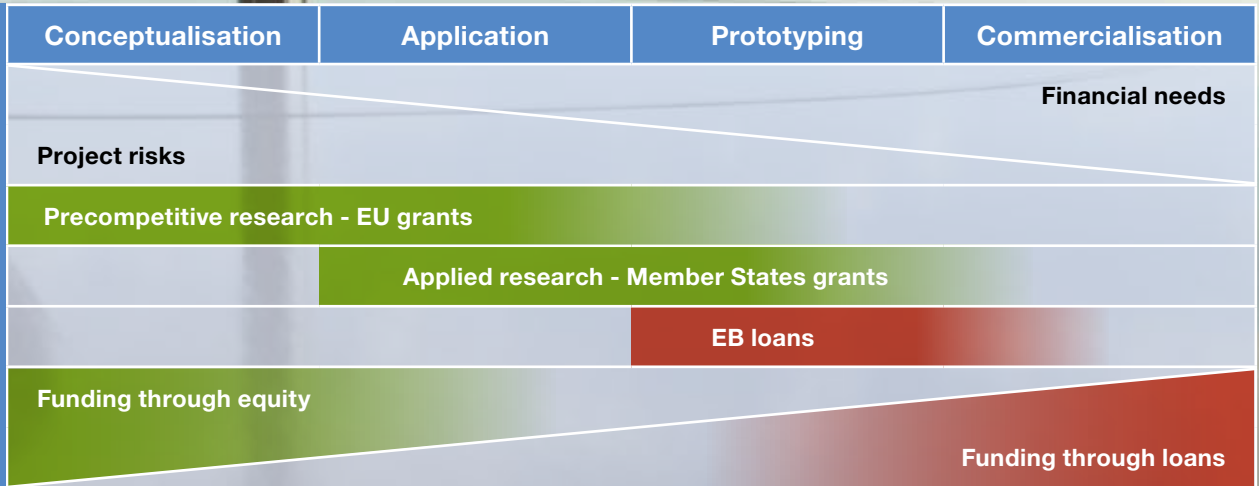 Conceptualisation
Application
Prototyping
Commercialisation
Financial needs
Project risks
Precompetitive research - EU grants
Applied research - Member States grants
EB loans
Funding through equity
Funding through loans